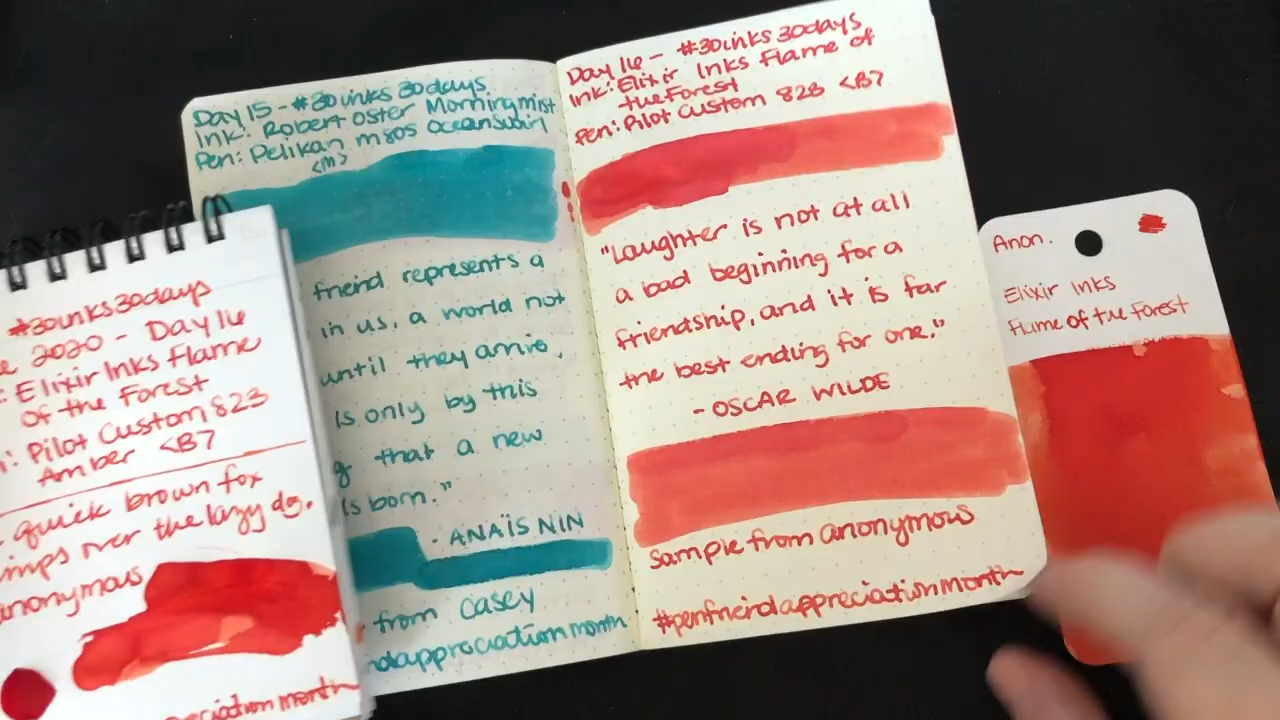 #30inks30days
2020 - Day 16
: Elixir Inks Flame
of the Forest
: Pilot Custom 823
Amber <B>
quick brown fox
over the lazy dg.
anonymous
month
Day 15 - #30inks30days
Ink: Robert Oster Morning mist
Pen: Pelikan m805 Ocean swirl
<m>
friend represents a
in us, a world not
until they arrive,
is only by this
that a new
is born."
- ANAÏS NIN
from Casey
month
Day 16 - #30inks30days
Ink: Elixir Inks Flame of
the Forest
Pen: Pilot Custom 823 <B>
"Laughter is not at all
a bad beginning for a
friendship, and it is far
the best ending for one."
- OSCAR WILDE
sample from anonymous
#penfriendappreciationmonth
Anon.
Elixir Inks
Flame of the Forest